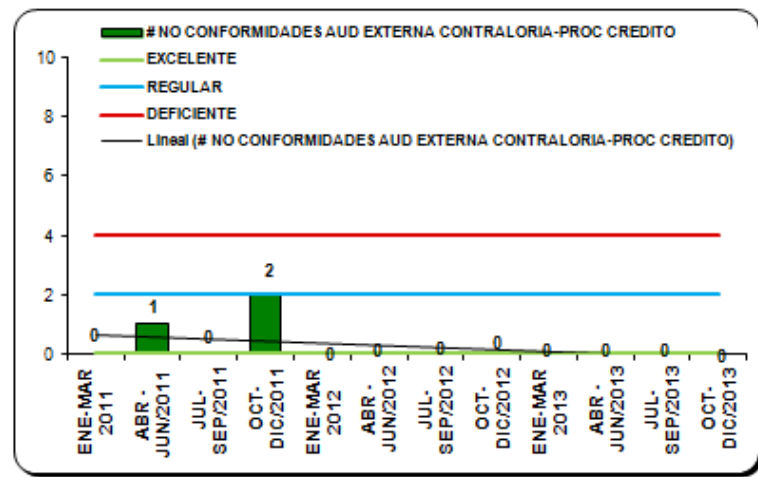 # NO CONFORMIDADES AUD EXTERNA CONTRALORIA-PROC CREDITO
EXCELENTE
REGULAR
DEFICIENTE
Lineal (# NO CONFORMIDADES AUD EXTERNA CONTRALORIA-PROC CREDITO)
10
8
6
4
2
0
0
1
0
2
0
0
0
0
0
0
0
0
ENE-MAR
2011
ABR -
JUN/2011
JUL-
SEP/2011
OCT-
DIC/2011
ENE-MAR
2012
ABR -
JUN/2012
JUL-
SEP/2012
OCT-
DIC/2012
ENE-MAR
2013
ABR -
JUN/2013
JUL-
SEP/2013
OCT-
DIC/2013